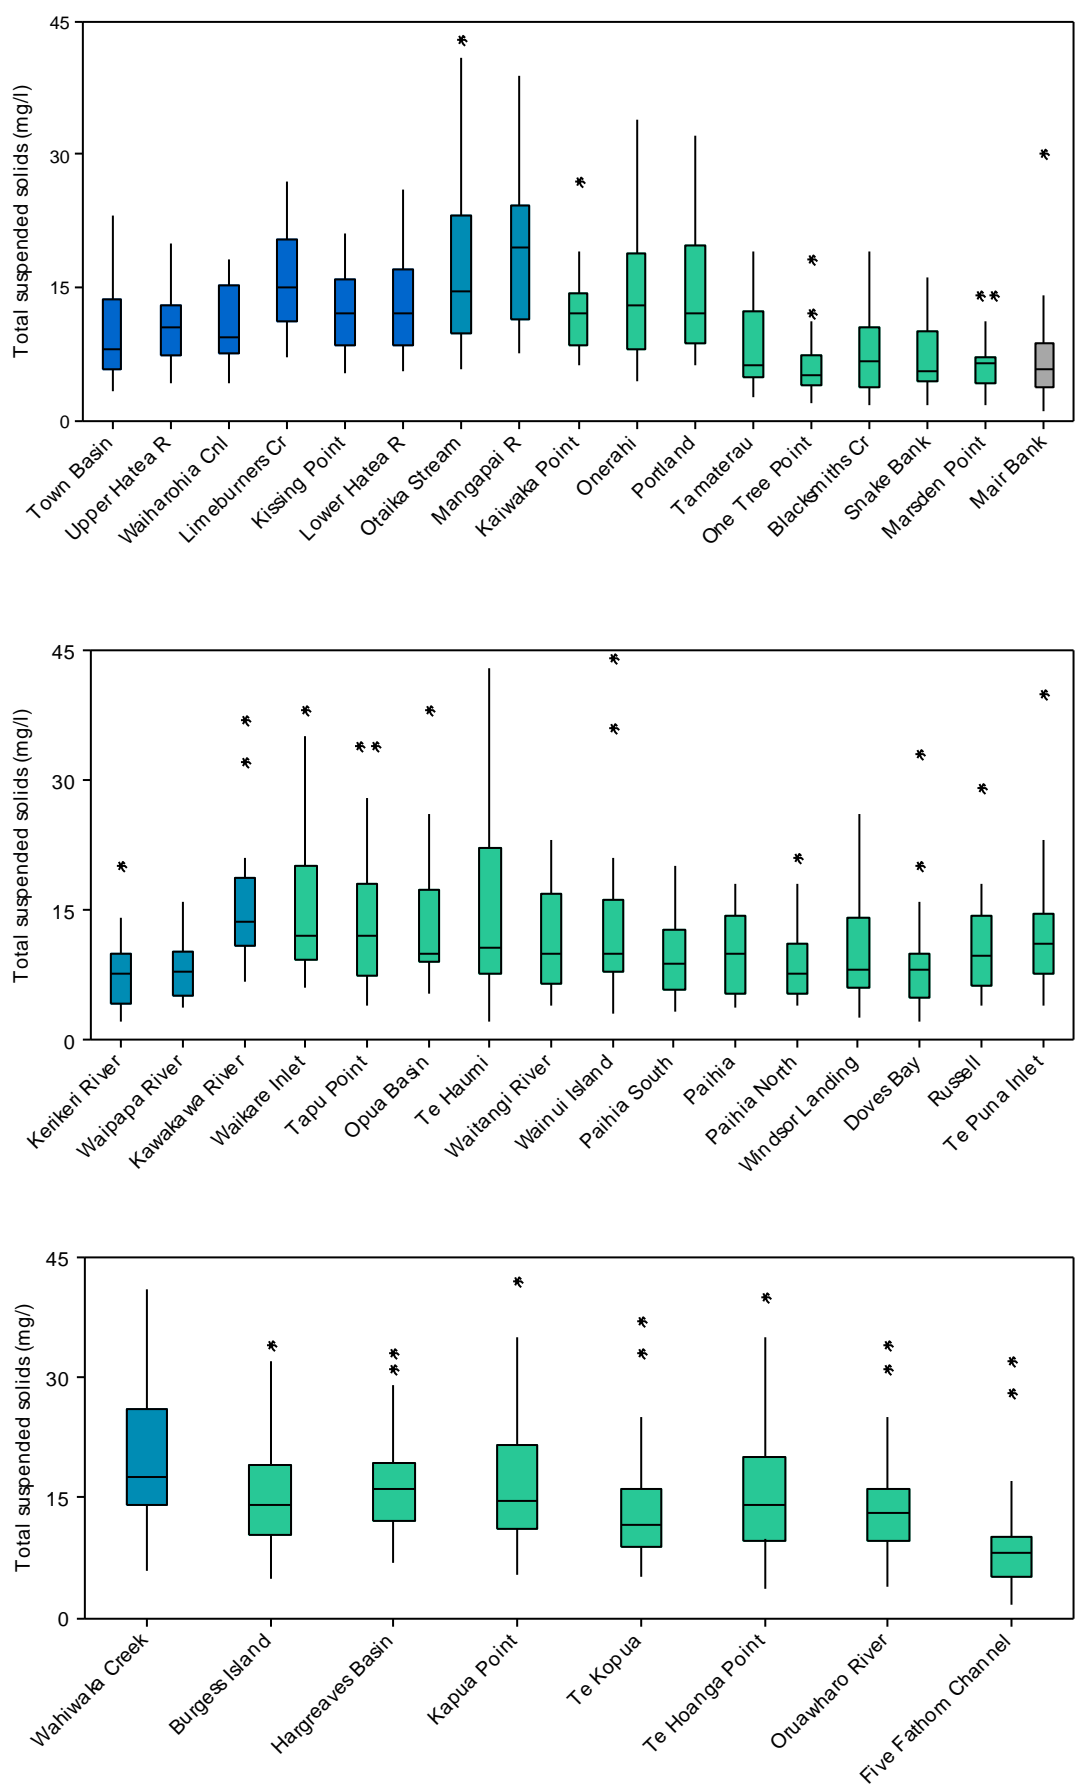 Total suspended solids (mg/l)
45
30
15
0
Town Basin
Upper Hatea R
Waiharohia Cnl
Limeburners Cr
Kissing Point
Lower Hatea R
Otaika Stream
Mangapai R
Kaiwaka Point
Onerahi
Portland
Tamaterau
One Tree Point
Blacksmiths Cr
Snake Bank
Marsden Point
Mair Bank
Total suspended solids (mg/l)
45
30
15
0
Kerikeri River
Waipapa River
Kawakawa River
Waikare Inlet
Tapu Point
Opua Basin
Te Haumi
Waitangi River
Wainui Island
Paihia South
Paihia
Paihia North
Windsor Landing
Doves Bay
Russell
Te Puna Inlet
Total suspended solids (mg/)
45
30
15
0
Wahiwaka Creek
Burgess Island
Hargreaves Basin
Kapua Point
Te Kopua
Te Hoanga Point
Oruawharo River
Five Fathom Channel